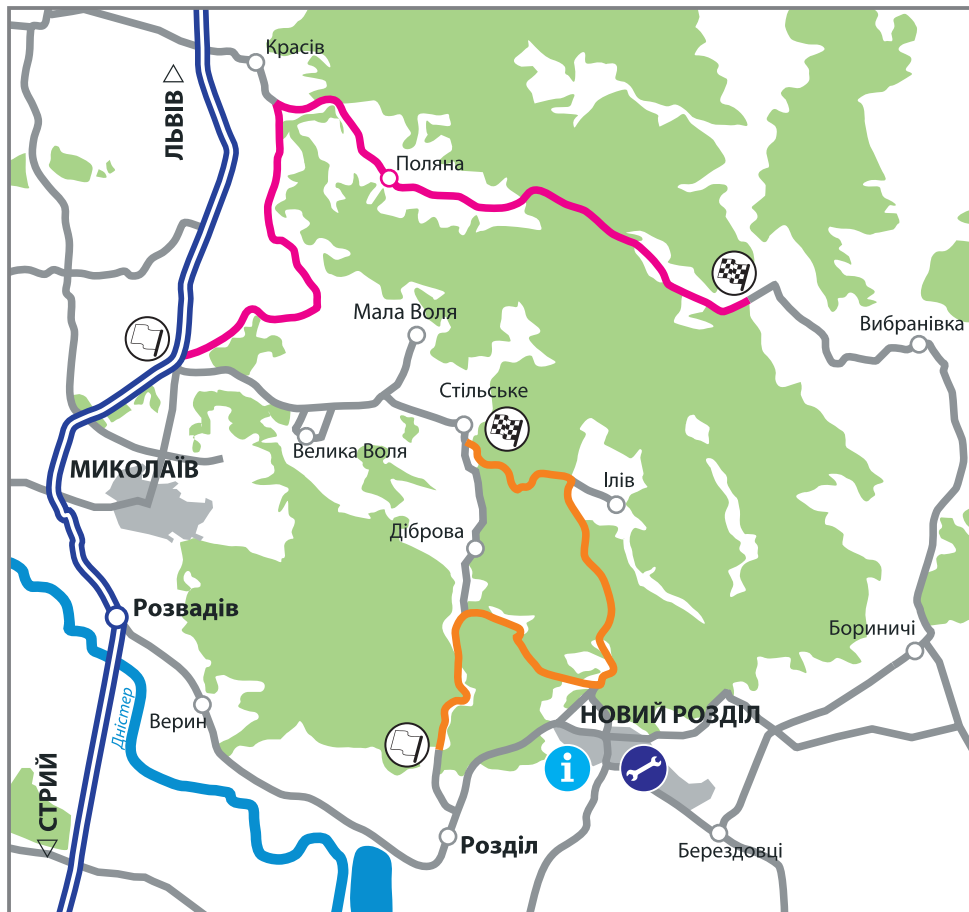 Красів
ЛЬВІВ
Поляна
Мала Воля
Вибранівка
Стільське
Велика Воля
МИКОЛАЇВ
Ілів
Діброва
Розвадів
Бориничі
Дністер
Верин
НОВИЙ РОЗДІЛ
i
СТРИЙ
Розділ
Берездовці